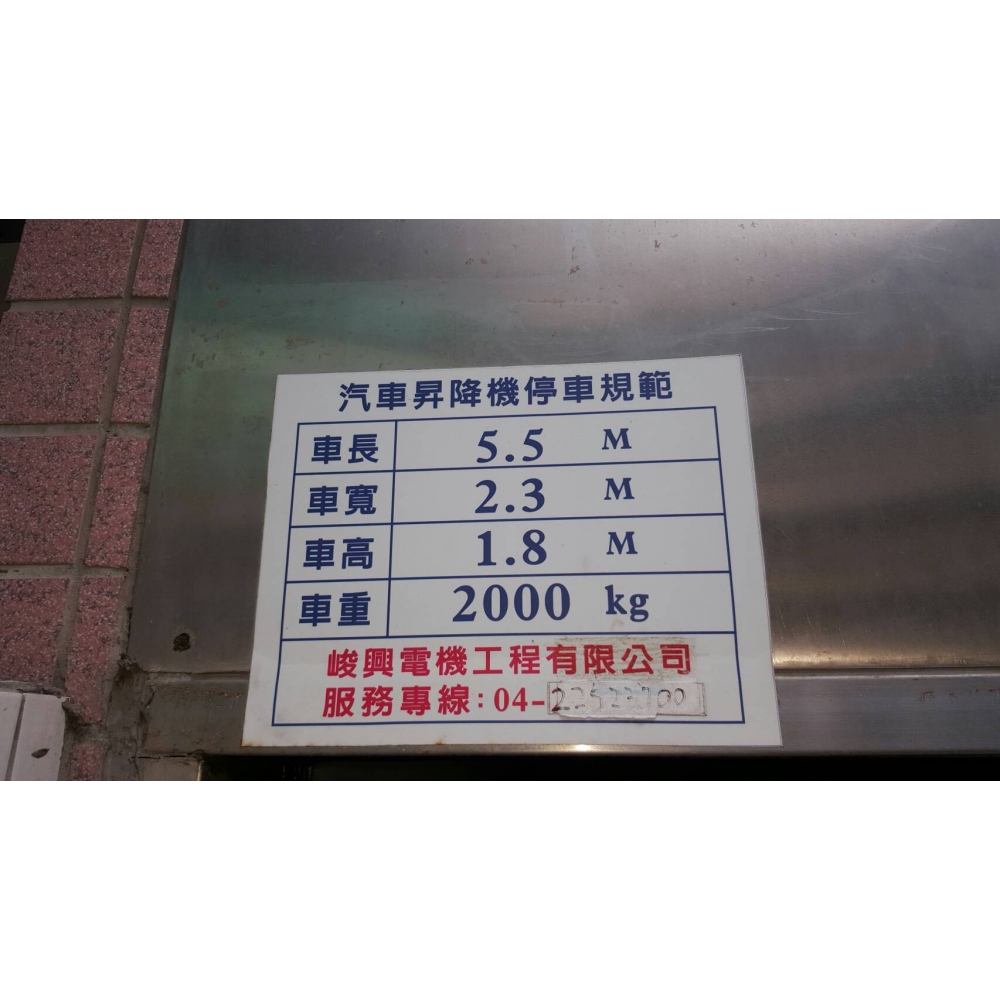 汽車昇降機停車規範
車長 5.5 M
車寬 2.3 M
車高 1.8 M
車重 2000 kg
峻興電機工程有限公司
服務專線:04-